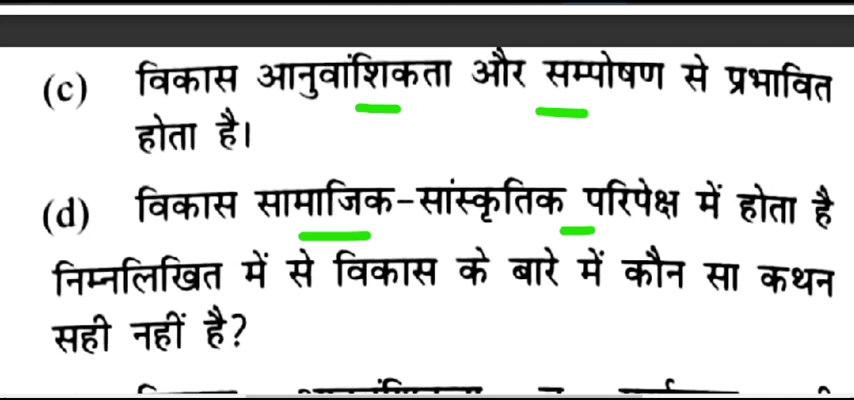 (c) विकास आनुवांशिकता और सम्पोषण से प्रभावित
होता है।
(d) विकास सामाजिक-सांस्कृतिक परिपेक्ष में होता है
निम्नलिखित में से विकास के बारे में कौन सा कथन
सही नहीं है?